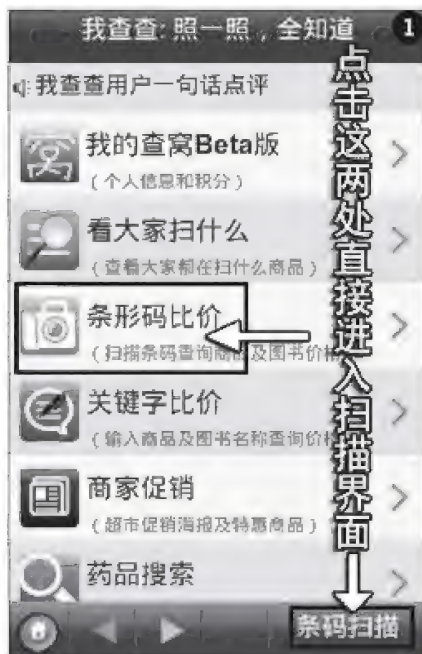 我查查:照一照，全知道
1
我查查用户一句话点评
我的查窝Beta版
（个人信息和积分）
看大家扫什么
（查看大家都在扫什么商品）
条形码比价
（扫描条码查询商品及图书价格
关键字比价
（输入商品及图书名称查询价格
商家促销
（超市促销海报及特惠商品）
药品搜索
条码扫描
点击这两处直接进入扫描界面